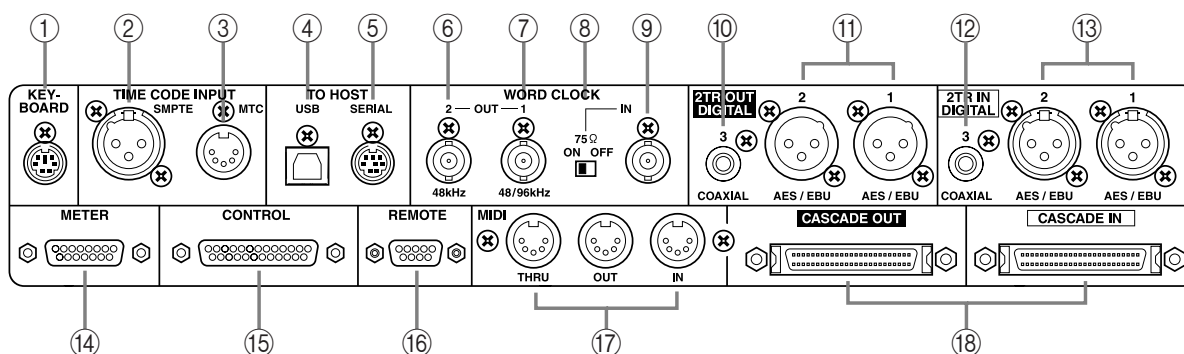 ① ② ③ ④ ⑤ ⑥ ⑦ ⑧ ⑨ ⑩ ⑪ ⑫ ⑬
KEY-
BOARD
TIME CODE INPUT
SMPTE
MTC
TO HOST
USB
SERIAL
WORD CLOCK
2 — OUT — 1
IN
75Ω
ON OFF
48kHz
48/96kHz
2TR OUT
DIGITAL
3
COAXIAL
2
AES / EBU
1
AES / EBU
2TR IN
DIGITAL
3
COAXIAL
2
AES / EBU
1
AES / EBU
METER
CONTROL
REMOTE
MIDI
THRU
OUT
IN
CASCADE OUT
CASCADE IN
⑭ ⑮ ⑯ ⑰ ⑱